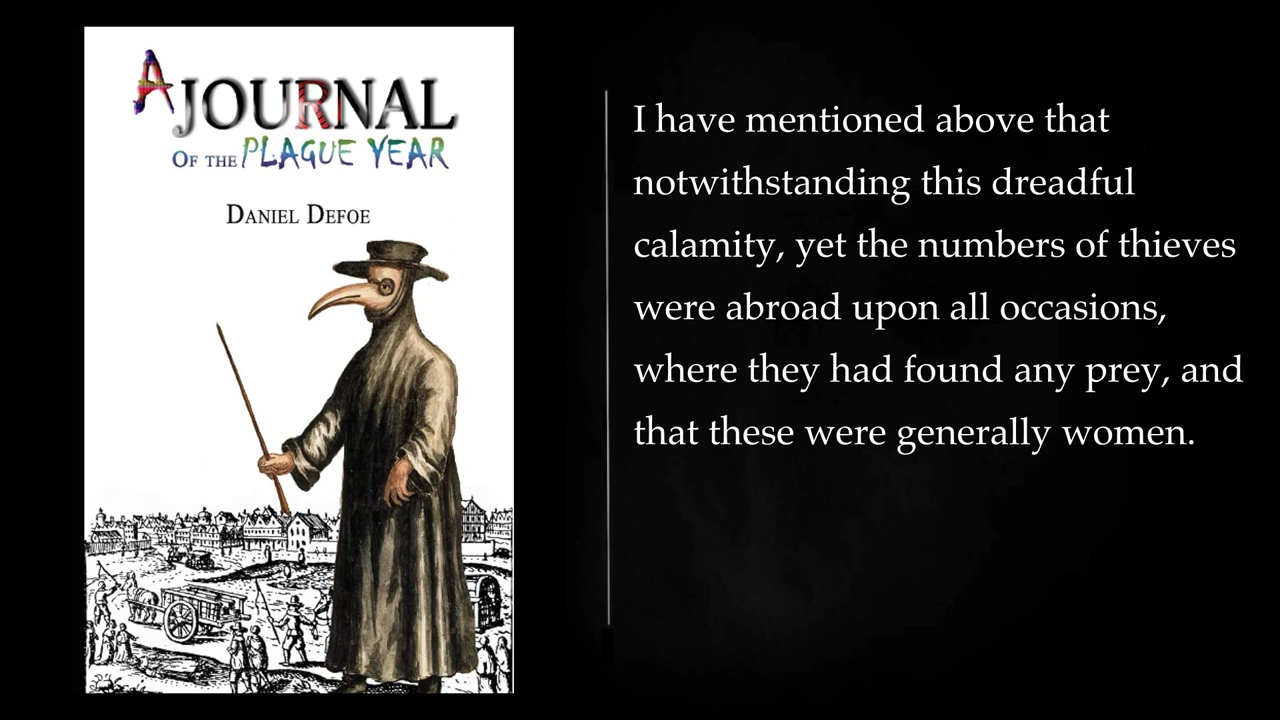 A JOURNAL
OF THE PLAGUE YEAR
DANIEL DEFOE
I have mentioned above that
notwithstanding this dreadful
calamity, yet the numbers of thieves
were abroad upon all occasions,
where they had found any prey, and
that these were generally women.